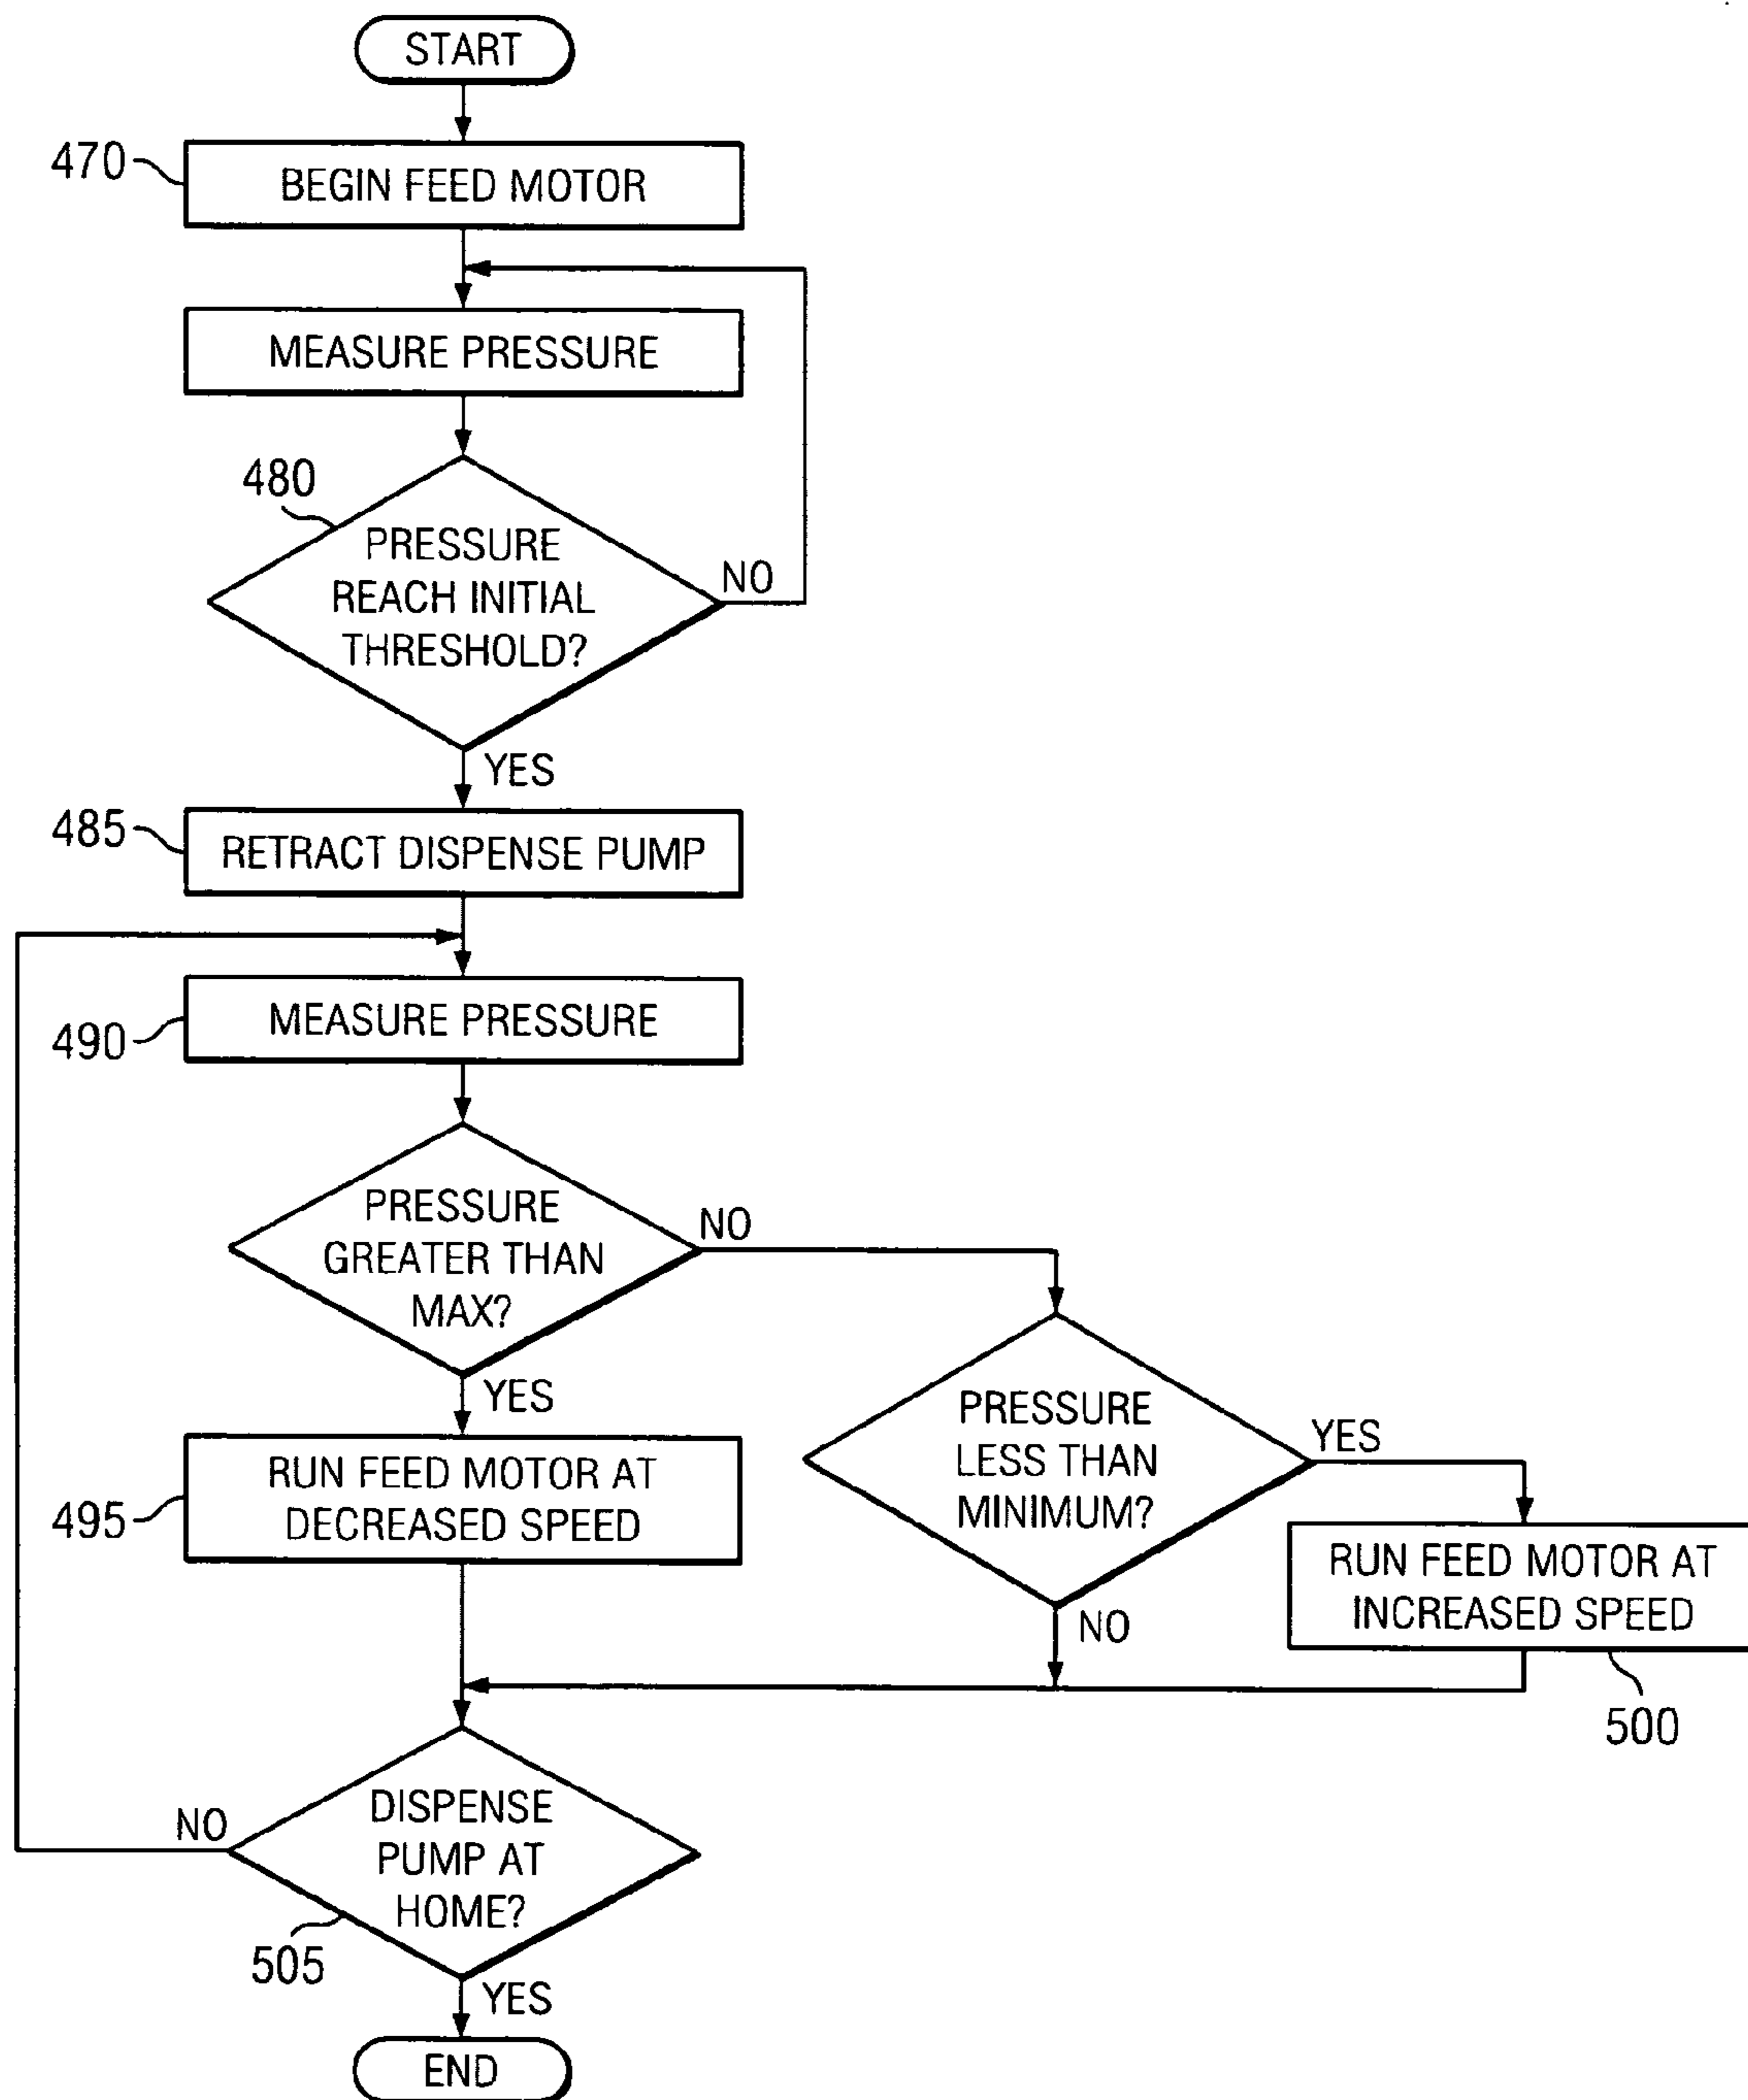 START
470
BEGIN FEED MOTOR
MEASURE PRESSURE
480
PRESSURE
REACH INITIAL
THRESHOLD?
NO
YES
485
RETRACT DISPENSE PUMP
490
MEASURE PRESSURE
PRESSURE
GREATER THAN
MAX?
NO
YES
PRESSURE
LESS THAN
MINIMUM?
YES
NO
495
RUN FEED MOTOR AT
DECREASED SPEED
RUN FEED MOTOR AT
INCREASED SPEED
500
DISPENSE
PUMP AT
HOME?
NO
505
YES
END